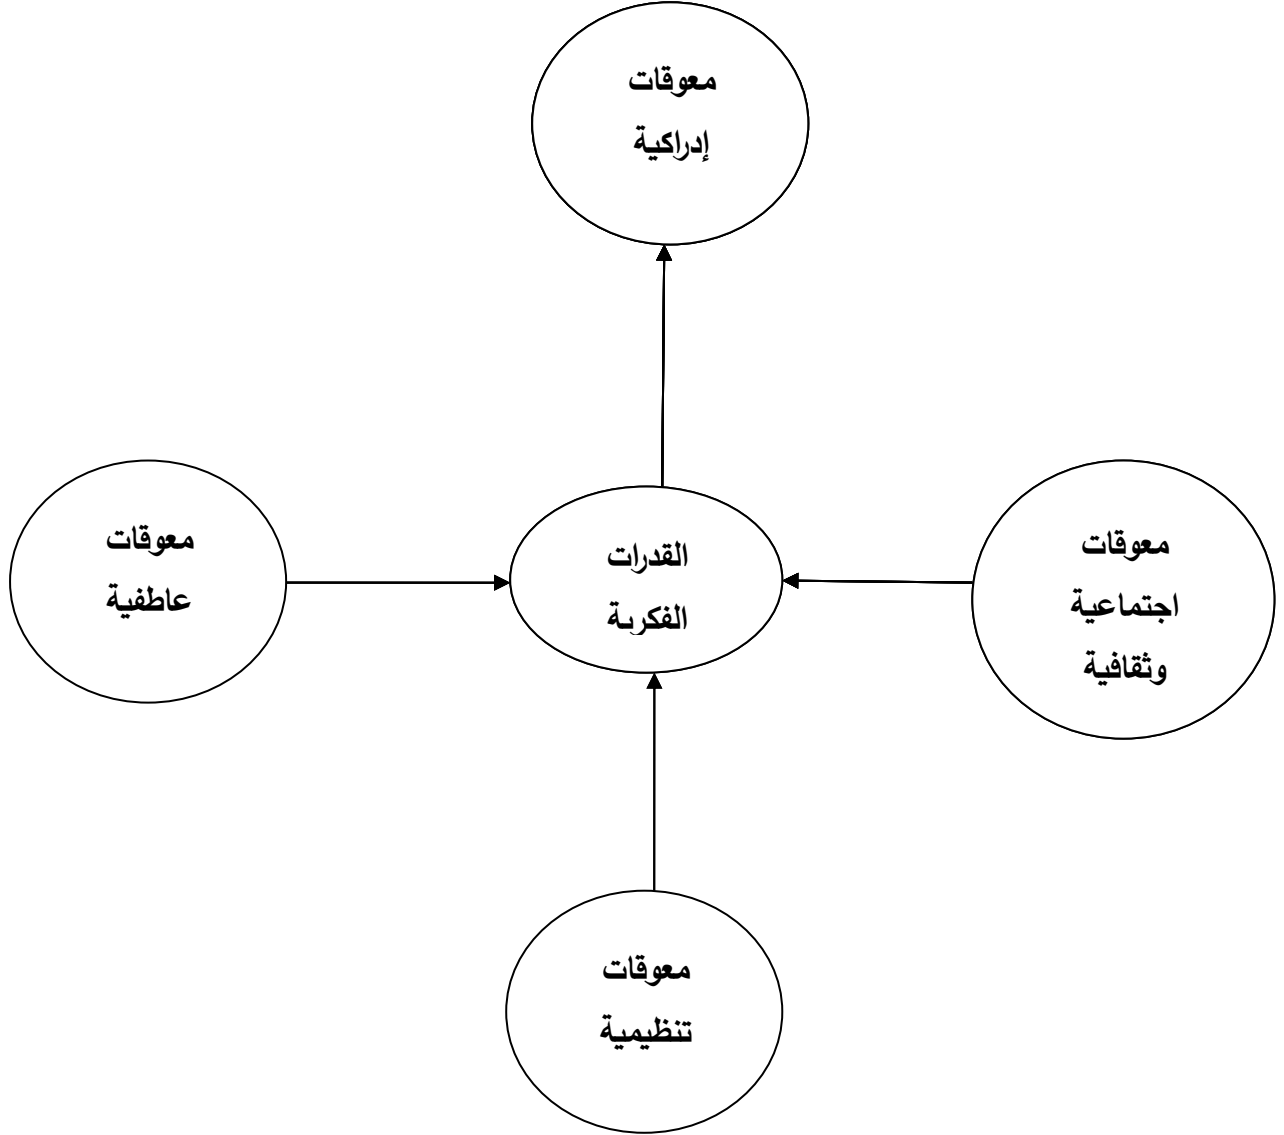 معوقات
إدراكية
معوقات
اجتماعية
وثقافية
القدرات
الفكرية
معوقات
عاطفية
معوقات
تنظيمية